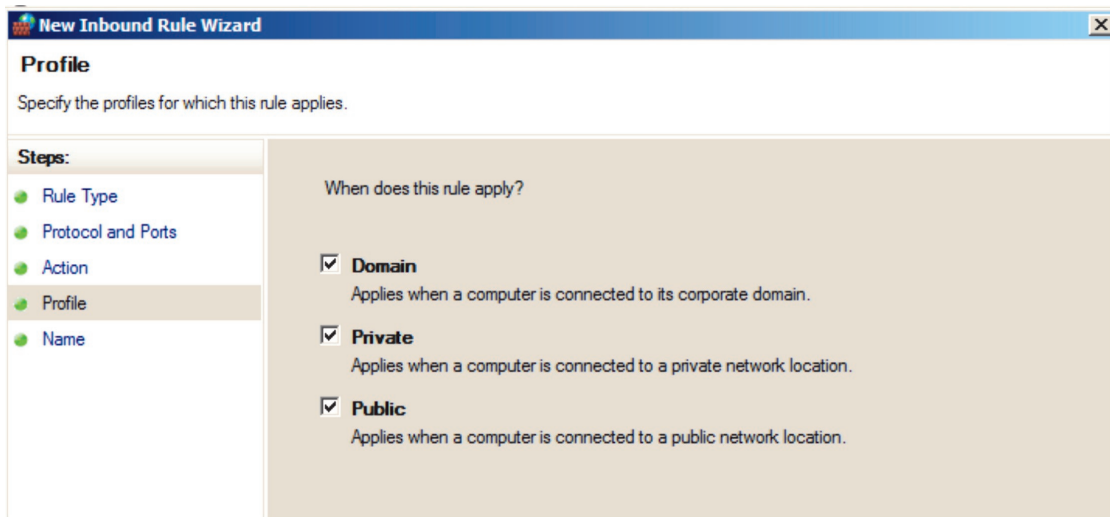 New Inbound Rule Wizard
Profile
Specify the profiles for which this rule applies.
Steps:
Rule Type
Protocol and Ports
Action
Profile
Name
When does this rule apply?
Domain
Applies when a computer is connected to its corporate domain.
Private
Applies when a computer is connected to a private network location.
Public
Applies when a computer is connected to a public network location.